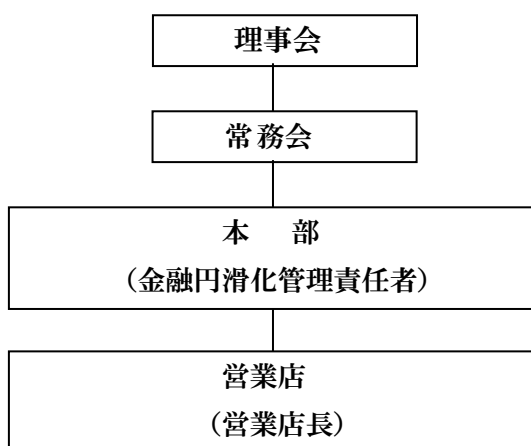 理事会
常務会
本　部
（金融円滑化管理責任者）
営業店
（営業店長）